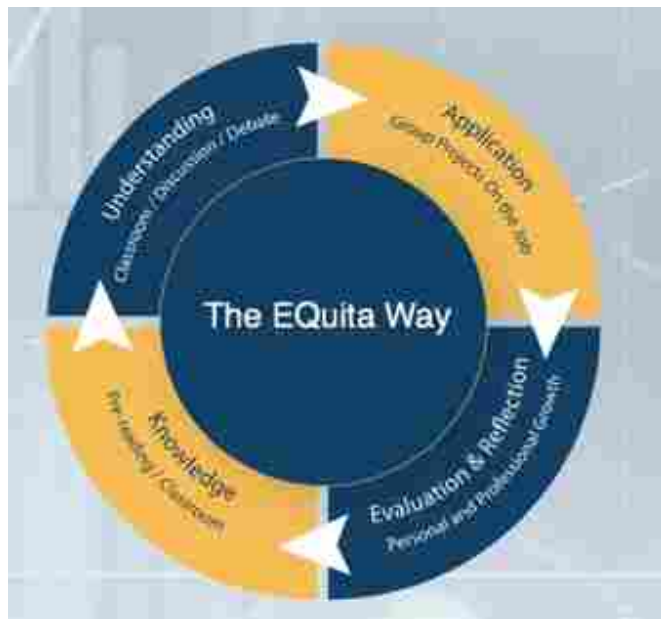 Understanding
Classroom / Discussion / Debate
Application
Group Projects On the Job
The EQuita Way
Evaluation & Reflection
Personal and Professional Growth
Knowledge
Pre-reading / Classroom